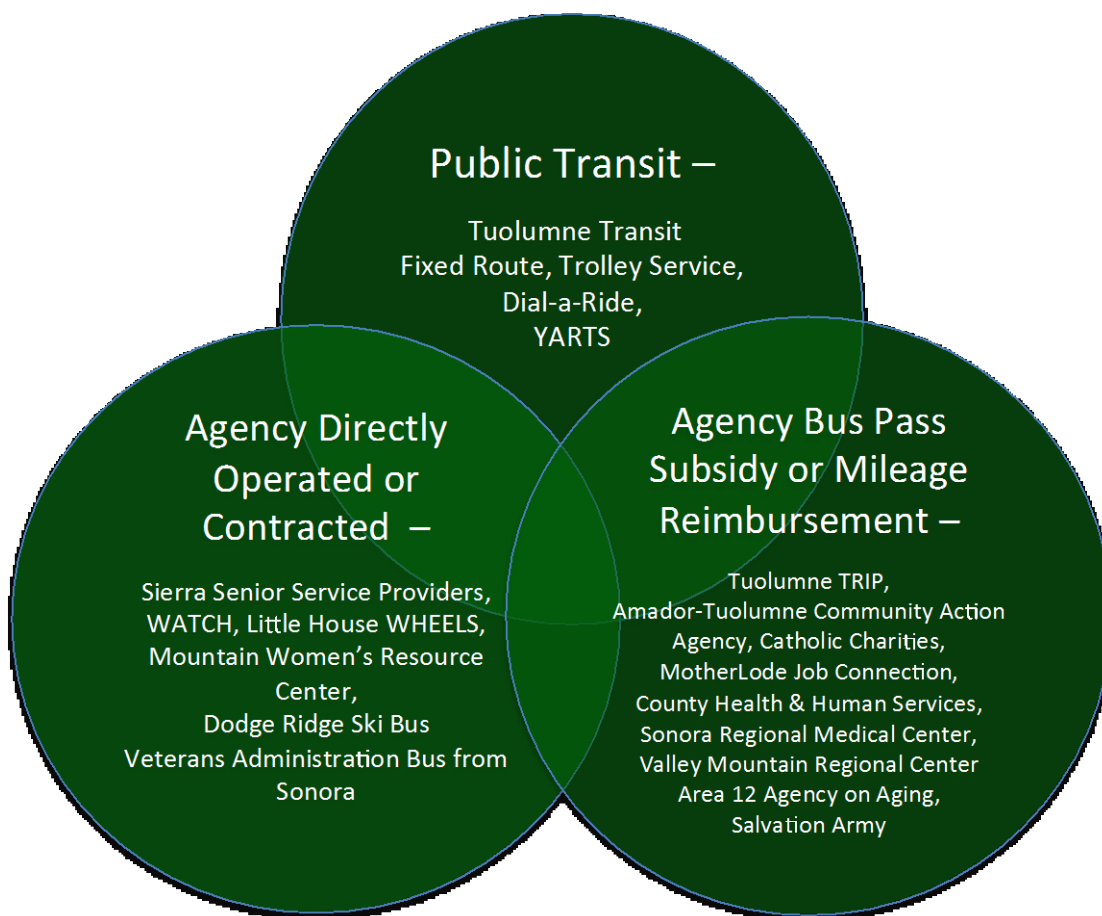 Public Transit –
Tuolumne Transit
Fixed Route, Trolley Service,
Dial-a-Ride,
YARTS
Agency Directly
Operated or
Contracted –
Sierra Senior Service Providers,
WATCH, Little House WHEELS,
Mountain Women’s Resource
Center,
Dodge Ridge Ski Bus
Veterans Administration Bus from
Sonora
Agency Bus Pass
Subsidy or Mileage
Reimbursement –
Tuolumne TRIP,
Amador-Tuolumne Community Action
Agency, Catholic Charities,
MotherLode Job Connection,
County Health & Human Services,
Sonora Regional Medical Center,
Valley Mountain Regional Center
Area 12 Agency on Aging,
Salvation Army